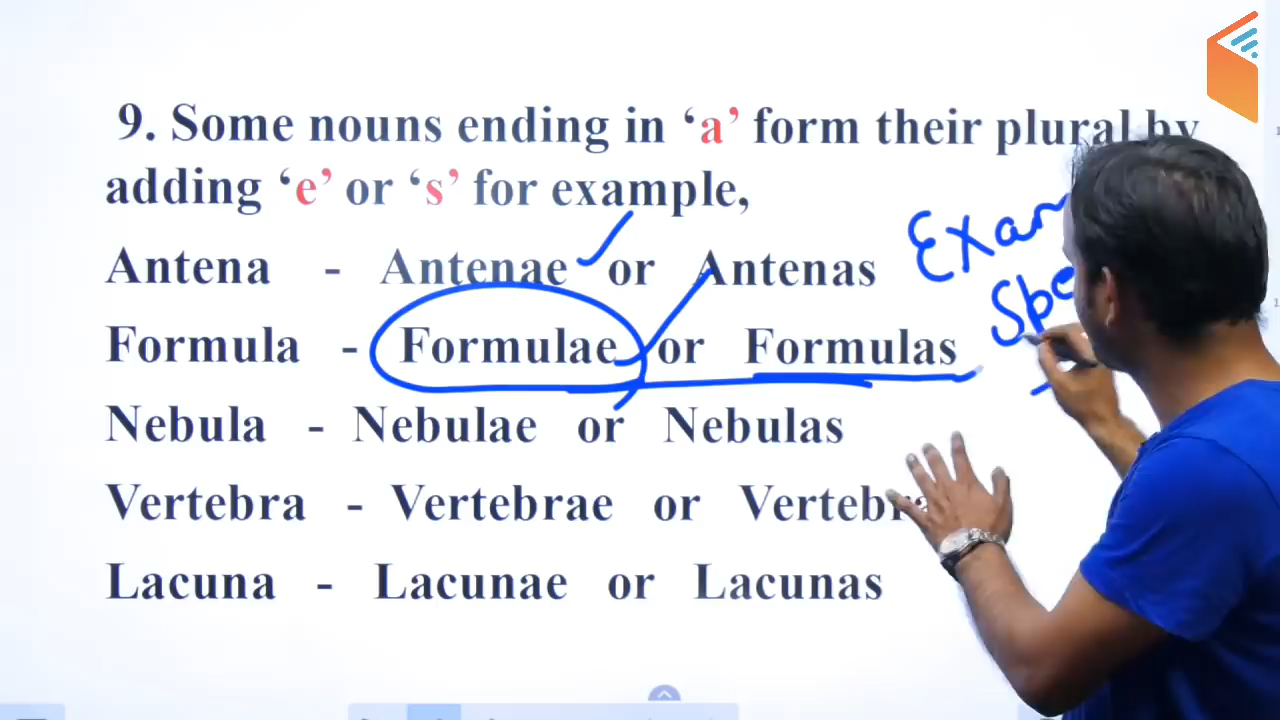 9. Some nouns ending in ‘a’ form their plural by
adding ‘e’ or ‘s’ for example,
Antena - Antenae or Antenas
Formula - Formulae or Formulas
Nebula - Nebulae or Nebulas
Vertebra - Vertebrae or
Lacuna - Lacunae or Lacunas